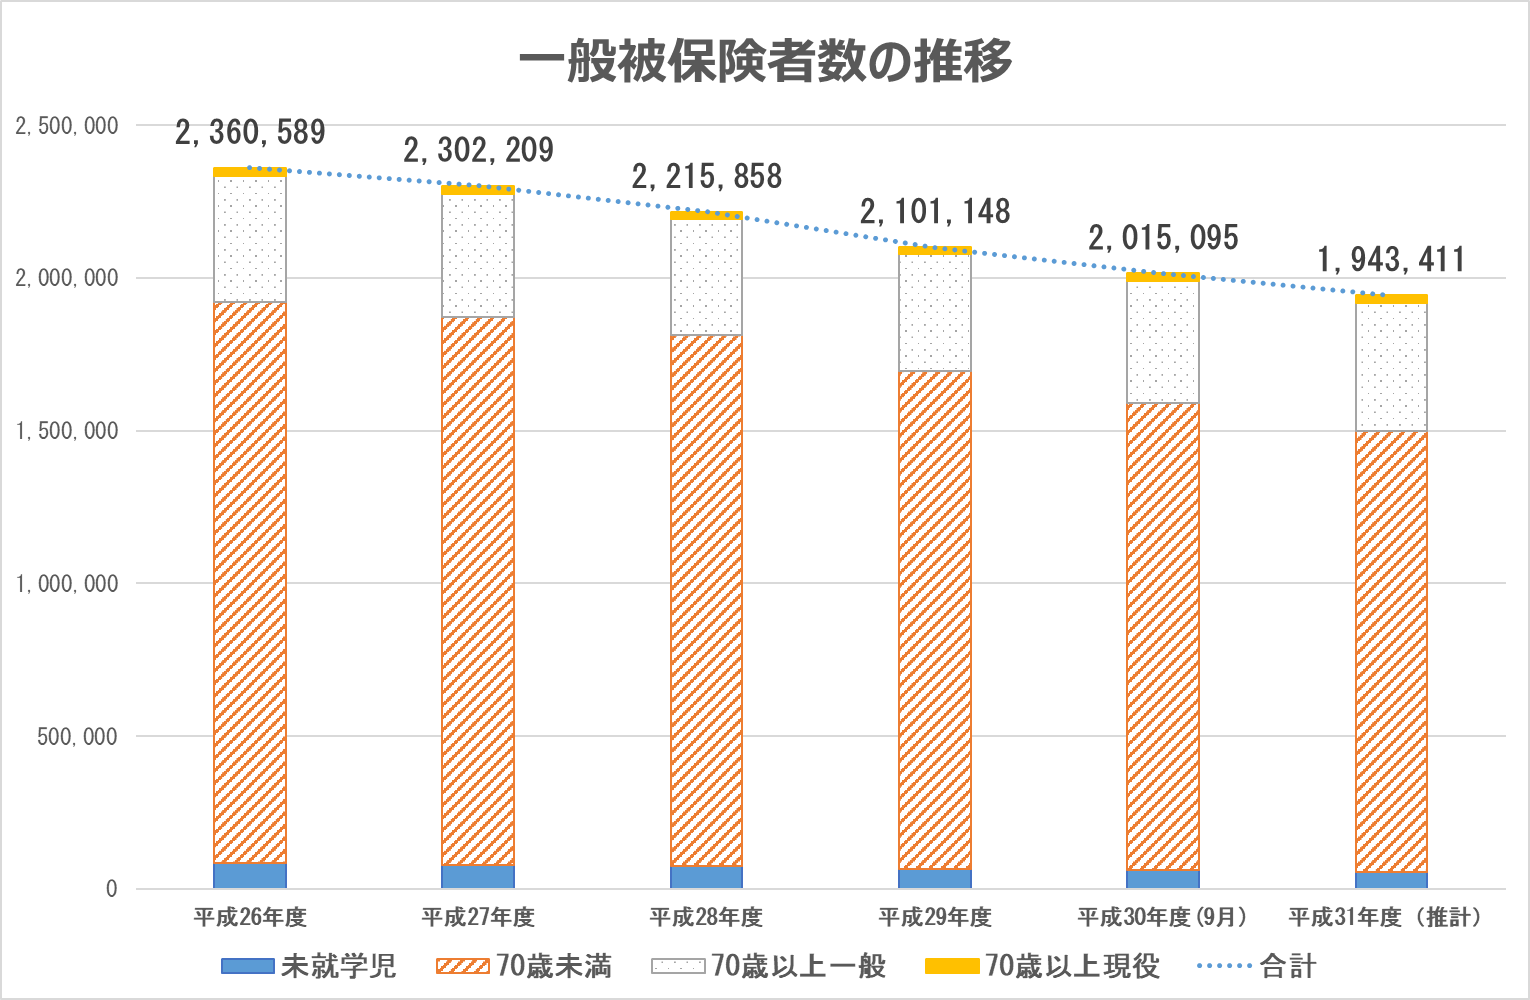 一般被保険者数の推移
2,500,000
2,000,000
1,500,000
1,000,000
500,000
0
2,360,589
2,302,209
2,215,858
2,101,148
2,015,095
1,943,411
平成26年度
平成27年度
平成28年度
平成29年度
平成30年度(9月)
平成31年度（推計）
未就学児
70歳未満
70歳以上一般
70歳以上現役
合計